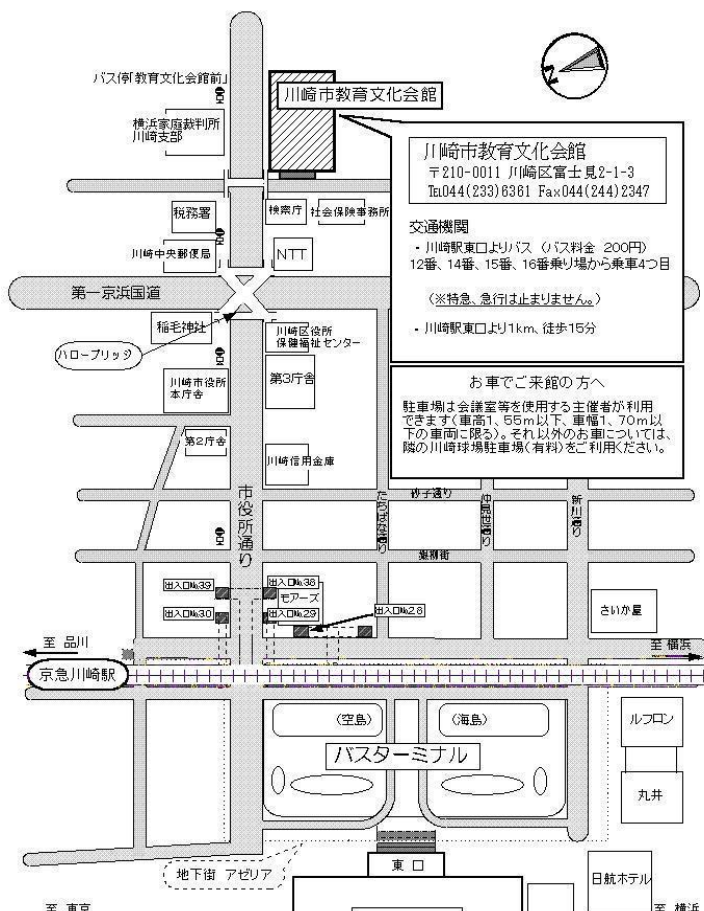 バス停「教育文化会館前」
川崎市教育文化会館
横浜家庭裁判所
川崎支部
N
川崎市教育文化会館
〒210-0011 川崎区富士見2-1-3
℡044(233)6361 Fax044(244)2347
交通機関
・川崎駅東口よりバス (バス料金 200円)
12番、14番、15番、16番乗り場から乗車4つ目
(※特急、急行は止まりません。)
・川崎駅東口より1km、徒歩15分
税務署
検察庁
社会保険事務所
川崎中央郵便局
NTT
第一京浜国道
稲毛神社
川崎区役所
保健福祉センター
ハローブリッジ
川崎市役所
本庁舎
第3庁舎
お車でご来館の方へ
駐車場は会議室等を使用する主催者が利用
できます(車高1、55m以下、車幅1、70m以
下の車両に限る)。それ以外のお車については、
隣の川崎球場駐車場(有料)をご利用ください。
第2庁舎
川崎信用金庫
市役所通り
たちばな通り
砂子通り
仲見世通り
新川通り
銀柳街
出入口№39
出入口№38
モアーズ
出入口№30
出入口№29
出入口№28
さいか屋
至 品川
至 横浜
京急川崎駅
(空島)
(海島)
バスターミナル
ルフロン
丸井
地下街 アゼリア
東 口
日航ホテル
至 東京
至 横浜